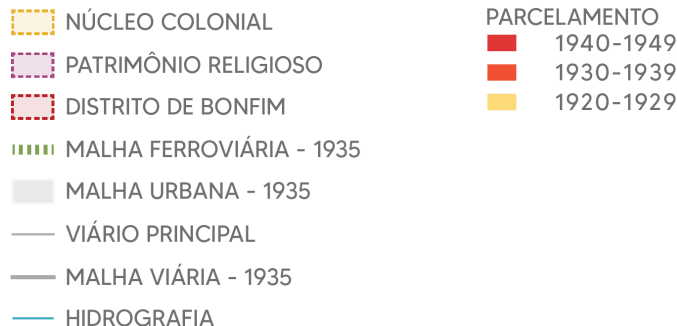 NÚCLEO COLONIAL
PATRIMÔNIO RELIGIOSO
DISTRITO DE BONFIM
MALHA FERROVIÁRIA - 1935
MALHA URBANA - 1935
VIÁRIO PRINCIPAL
MALHA VIÁRIA - 1935
HIDROGRAFIA
PARCELAMENTO
1940-1949
1930-1939
1920-1929